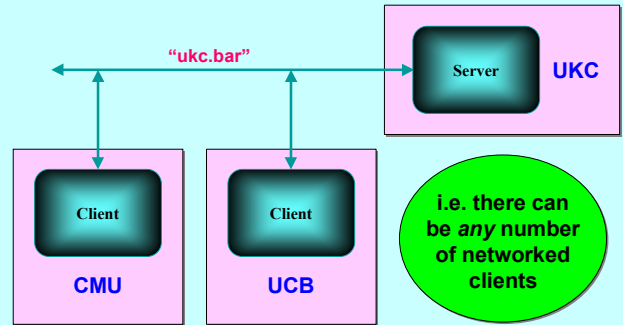 “ukc.bar”
Server
UKC
Client
CMU
Client
UCB
i.e. there can
be any number
of networked
clients